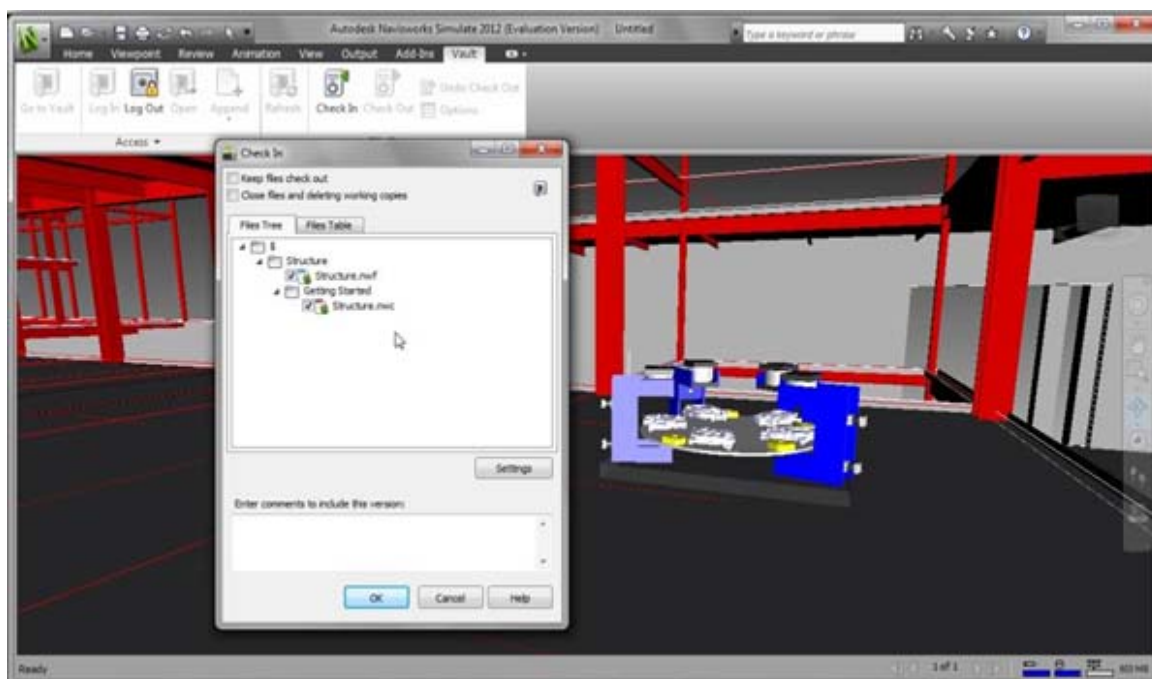 Autodesk Navisworks Simulate 2012 (Evaluation Version) Untitled
Type a keyword or phrase
Home Viewpoint Review Animation View Output Add-Ins Vault
Go to Vault Log In Log Out Open Append Refresh Check In Check Out
Undo Check Out
Options
Access
Check In
Keep files check out
Close files and deleting working copies
Files Tree Files Table
$
Structure
Structure.nwf
Getting Started
Structure.nwc
Settings
Enter comments to include this version:
OK Cancel Help
Ready 1 of 1